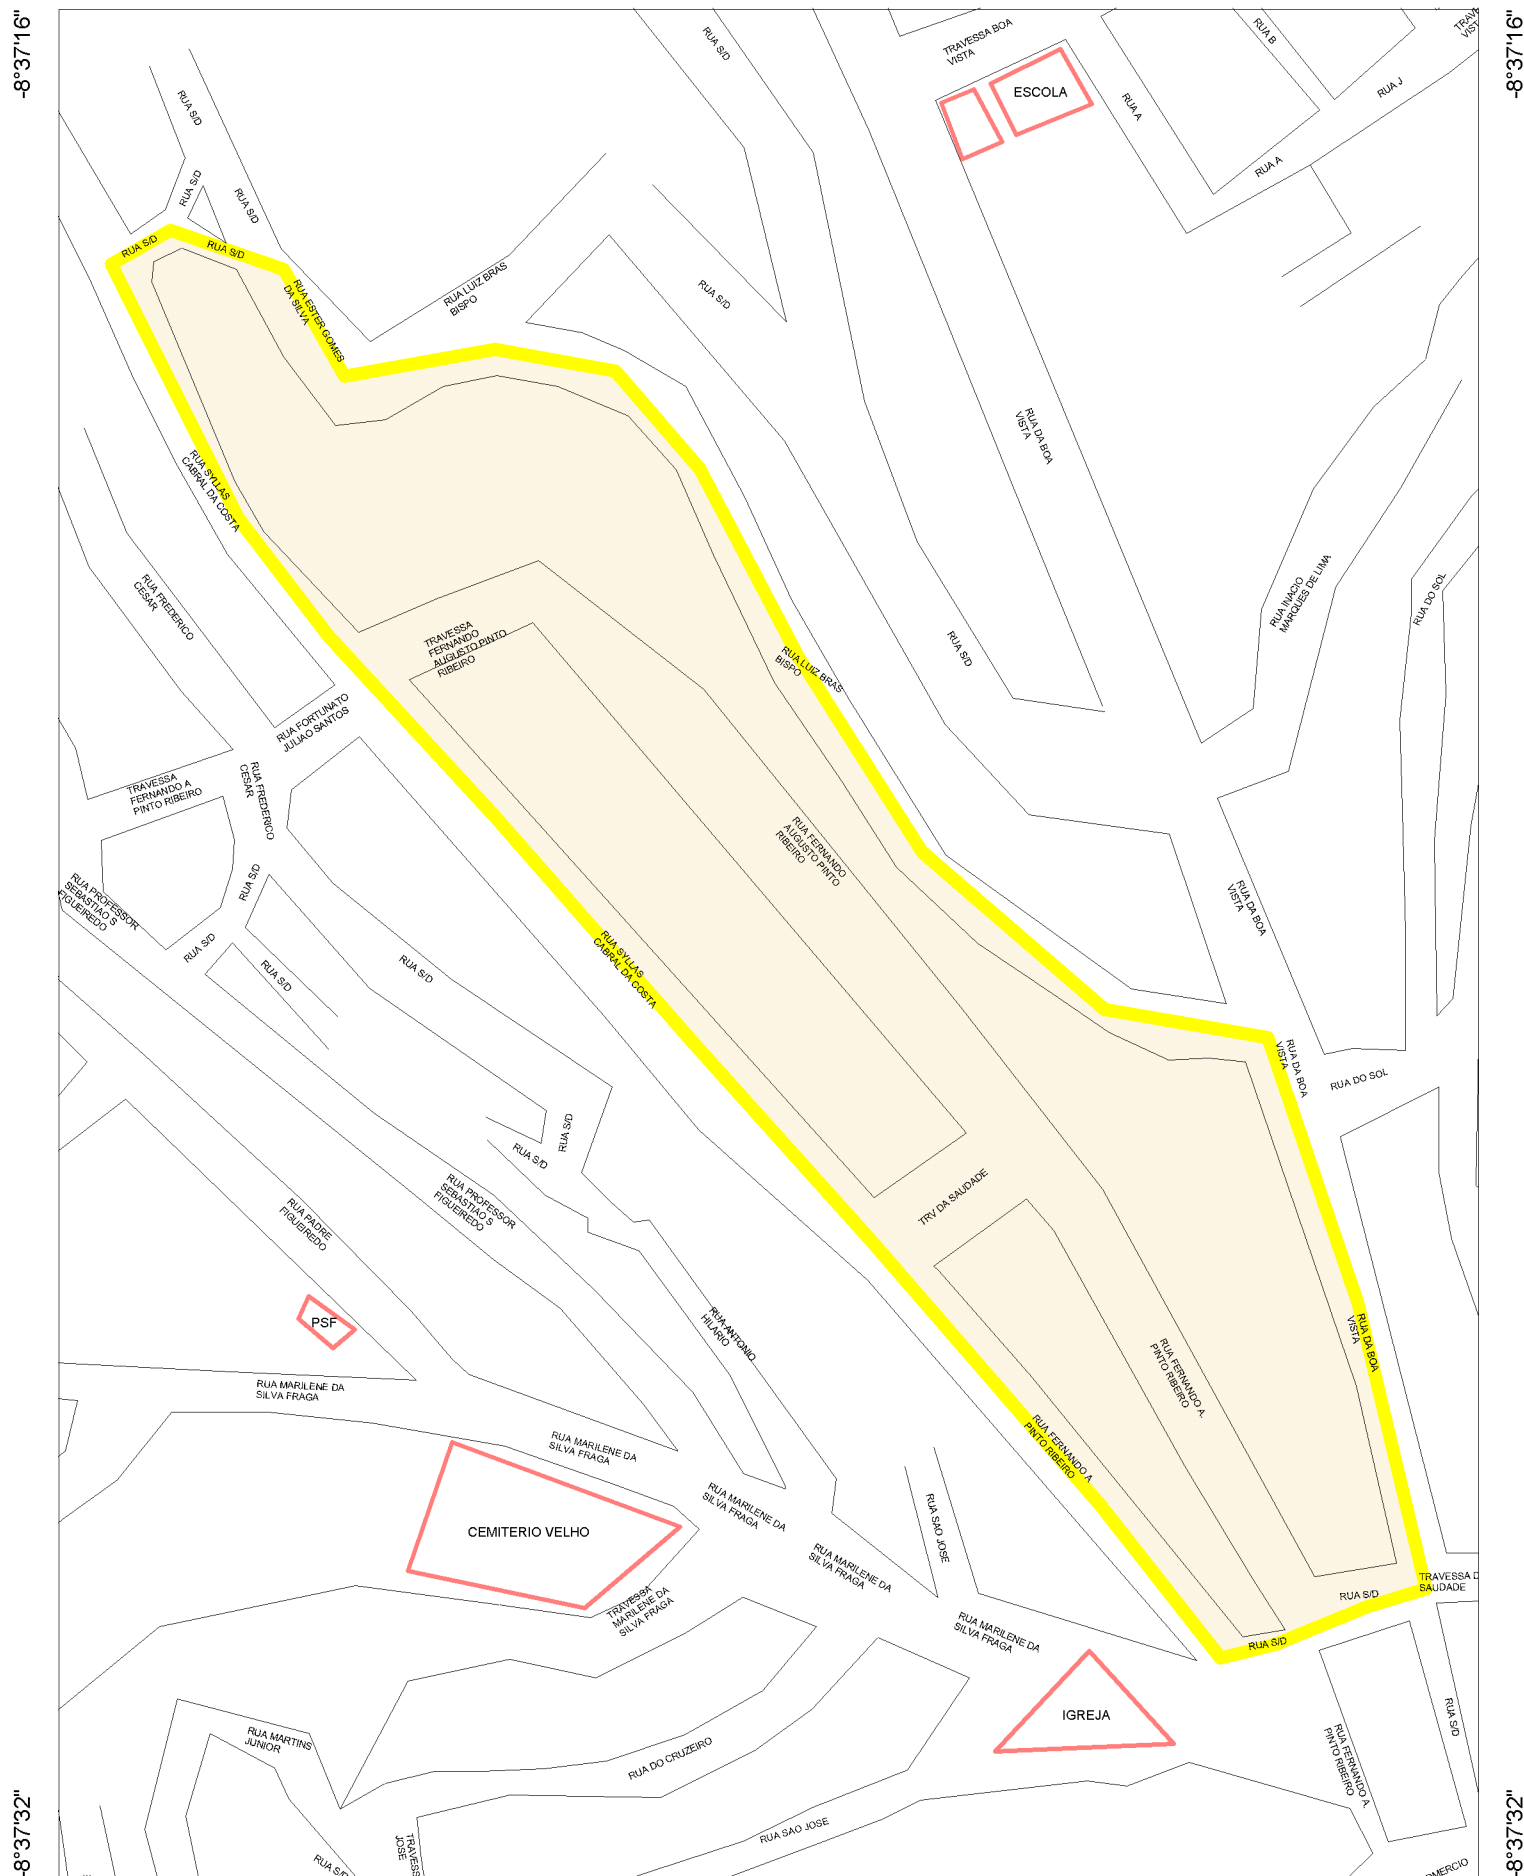 -8°37'16"
-8°37'16"
RUA S/D
TRAVESSA BOA
VISTA
RUA B
ESCOLA
RUA J
RUA A
RUA A
RUA S/D
RUA S/D
RUA S/D
RUA S/D
RUA S/D
RUA ESTER GOMES
DA SILVA
RUA LUIZ BRAS
BISPO
RUA S/D
RUA DA BOA
VISTA
RUA SYLLAS
CABRAL DA COSTA
RUA FREDERICO
CESAR
RUA INACIO
MARQUES DE LIMA
RUA DO SOL
TRAVESSA
FERNANDO
AUGUSTO PINTO
RIBEIRO
RUA S/D
RUA LUIZ BRAS
BISPO
RUA FORTUNATO
JULIAO SANTOS
TRAVESSA
FERNANDO A
PINTO RIBEIRO
RUA FREDERICO
CESAR
RUA FERNANDO
AUGUSTO PINTO
RIBEIRO
RUA PROFESSOR
SEBASTIAO S
FIGUEIREDO
RUA S/D
RUA DA BOA
VISTA
RUA S/D
RUA S/D
RUA S/D
RUA SYLLAS
CABRAL DA COSTA
RUA DA BOA
VISTA
RUA DO SOL
RUA S/D
RUA S/D
TRV DA SAUDADE
RUA PROFESSOR
SEBASTIAO S
FIGUEIREDO
RUA PADRE
FIGUEIREDO
PSF
RUA ANTONIO
HILARIO
RUA DA BOA
VISTA
RUA FERNANDO A.
PINTO RIBEIRO
RUA MARILENE DA
SILVA FRAGA
RUA MARILENE DA
SILVA FRAGA
RUA FERNANDO A
PINTO RIBEIRO
RUA MARILENE DA
SILVA FRAGA
CEMITERIO VELHO
RUA SAO JOSE
RUA MARILENE DA
SILVA FRAGA
TRAVESSA
MARILENE DA
SILVA FRAGA
TRAVESSA D
SAUDADE
RUA S/D
RUA S/D
RUA MARILENE DA
SILVA FRAGA
IGREJA
RUA S/D
RUA MARTINS
JUNIOR
RUA DO CRUZEIRO
RUA FERNANDO A.
PINTO RIBEIRO
RUA SAO JOSE
TRAVESS
JOSE
RUA S/D
MERCIO
-8°37'32"
-8°37'32"